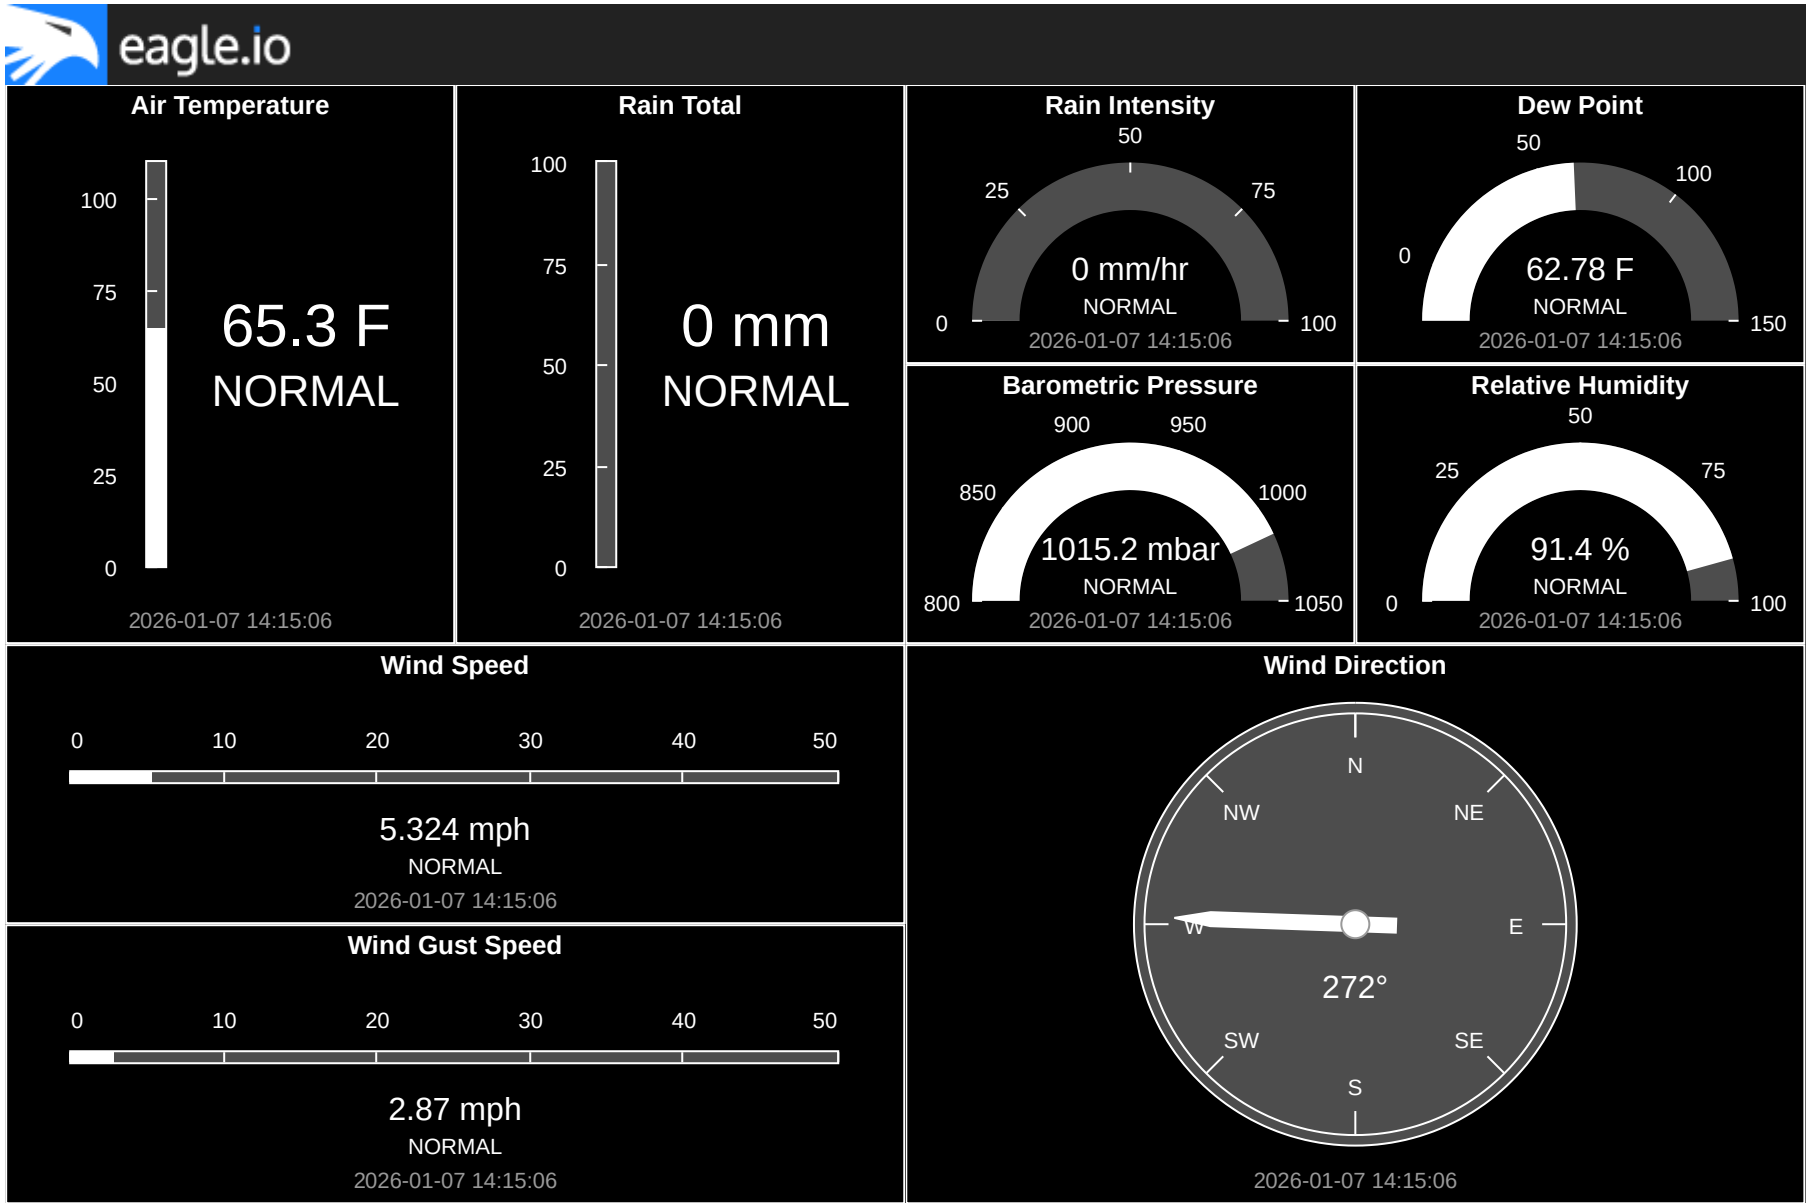 eagle.io
Air Temperature
100
75
50
25
0
65.3 F
NORMAL
2026-01-07 14:15:06
Rain Total
100
75
50
25
0
0 mm
NORMAL
2026-01-07 14:15:06
Rain Intensity
50
25
75
0
100
0 mm/hr
NORMAL
2026-01-07 14:15:06
Dew Point
50
100
0
150
62.78 F
NORMAL
2026-01-07 14:15:06
Barometric Pressure
900
950
850
1000
800
1050
1015.2 mbar
NORMAL
2026-01-07 14:15:06
Relative Humidity
50
25
75
0
100
91.4 %
NORMAL
2026-01-07 14:15:06
Wind Speed
0 10 20 30 40 50
5.324 mph
NORMAL
2026-01-07 14:15:06
Wind Gust Speed
0 10 20 30 40 50
2.87 mph
NORMAL
2026-01-07 14:15:06
Wind Direction
N
NW
NE
W
E
272°
SW
SE
S
2026-01-07 14:15:06